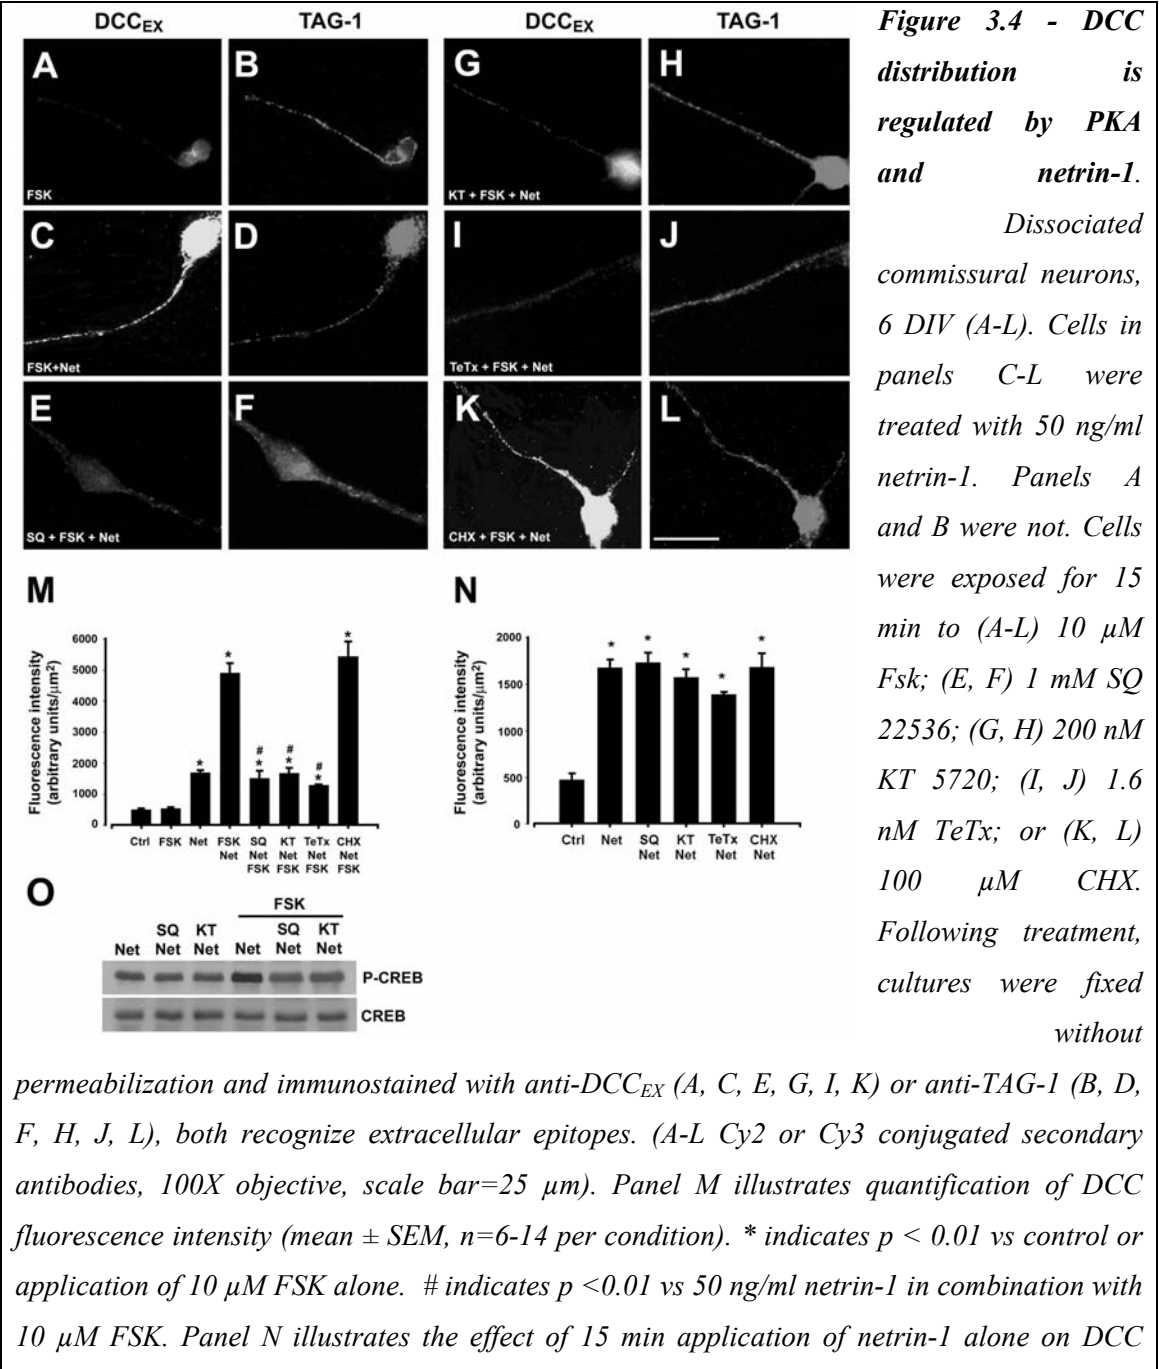 DCCEX TAG-1 DCCEX TAG-1
A B G H
FSK KT + FSK + Net
C D I J
FSK+Net TeTx + FSK + Net
E F K L
SQ + FSK + Net CHX + FSK + Net
M
Fluorescence intensity
(arbitrary units/µm2)
6000
5000
4000
3000
2000
1000
0
* * # * # * # * *
Ctrl FSK Net FSK SQ KT TeTx CHX
Net Net Net Net Net
FSK FSK FSK FSK
N
Fluorescence intensity
(arbitrary units/µm2)
2000
1500
1000
500
0
* * * * *
Ctrl Net SQ KT TeTx CHX
Net Net Net Net
O
FSK
SQ KT SQ KT
Net Net Net Net Net Net
P-CREB
CREB
Figure 3.4 - DCC
distribution is
regulated by PKA
and netrin-1.
Dissociated
commissural neurons,
6 DIV (A-L). Cells in
panels C-L were
treated with 50 ng/ml
netrin-1. Panels A
and B were not. Cells
were exposed for 15
min to (A-L) 10 µM
Fsk; (E, F) 1 mM SQ
22536; (G, H) 200 nM
KT 5720; (I, J) 1.6
nM TeTx; or (K, L)
100 µM CHX.
Following treatment,
cultures were fixed
without
permeabilization and immunostained with anti-DCCEX (A, C, E, G, I, K) or anti-TAG-1 (B, D,
F, H, J, L), both recognize extracellular epitopes. (A-L Cy2 or Cy3 conjugated secondary
antibodies, 100X objective, scale bar=25 µm). Panel M illustrates quantification of DCC
fluorescence intensity (mean ± SEM, n=6-14 per condition). * indicates p < 0.01 vs control or
application of 10 µM FSK alone. # indicates p <0.01 vs 50 ng/ml netrin-1 in combination with
10 µM FSK. Panel N illustrates the effect of 15 min application of netrin-1 alone on DCC